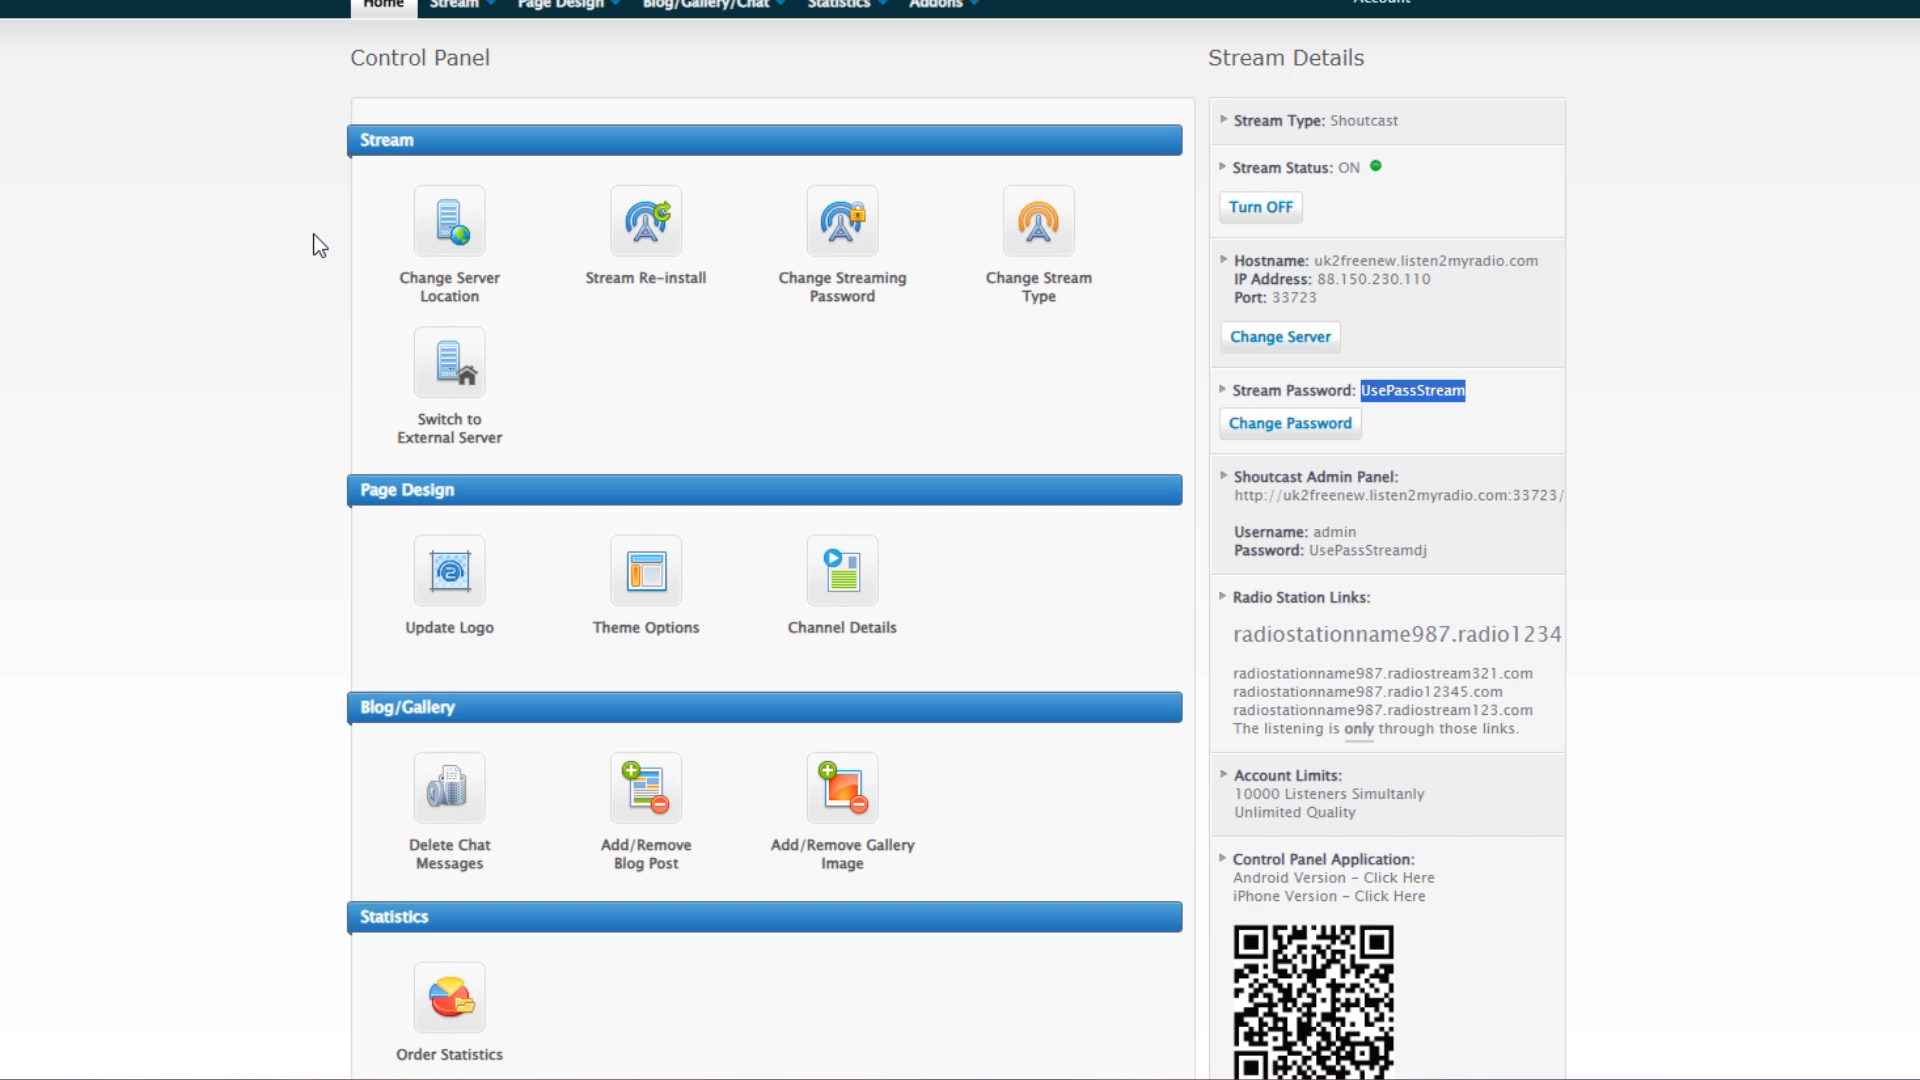 Home Stream Page Design Blog/Gallery/Chat Statistics Addons
Account
Control Panel
Stream
Change Server
Location
Stream Re-install
Change Streaming
Password
Change Stream
Type
Switch to
External Server
Page Design
Update Logo
Theme Options
Channel Details
Blog/Gallery
Delete Chat
Messages
Add/Remove
Blog Post
Add/Remove Gallery
Image
Statistics
Order Statistics
Stream Details
Stream Type: Shoutcast
Stream Status: ON
Turn OFF
Hostname: uk2freenew.listen2myradio.com
IP Address: 88.150.230.110
Port: 33723
Change Server
Stream Password: UsePassStream
Change Password
Shoutcast Admin Panel:
http://uk2freenew.listen2myradio.com:33723/
Username: admin
Password: UsePassStreamdj
Radio Station Links:
radiostationname987.radio1234
radiostationname987.radiostream321.com
radiostationname987.radio12345.com
radiostationname987.radiostream123.com
The listening is only through those links.
Account Limits:
10000 Listeners Simultanly
Unlimited Quality
Control Panel Application:
Android Version - Click Here
iPhone Version - Click Here